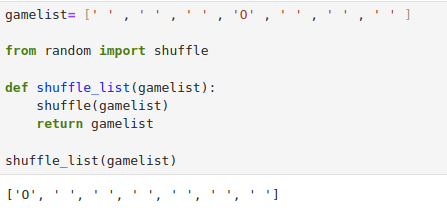 gamelist= [' ' , ' ' , ' ' , 'O' , ' ' , ' ' , ' ' ]
from random import shuffle
def shuffle_list(gamelist):
    shuffle(gamelist)
    return gamelist
shuffle_list(gamelist)
['O', ' ', ' ', ' ', ' ', ' ', ' ']